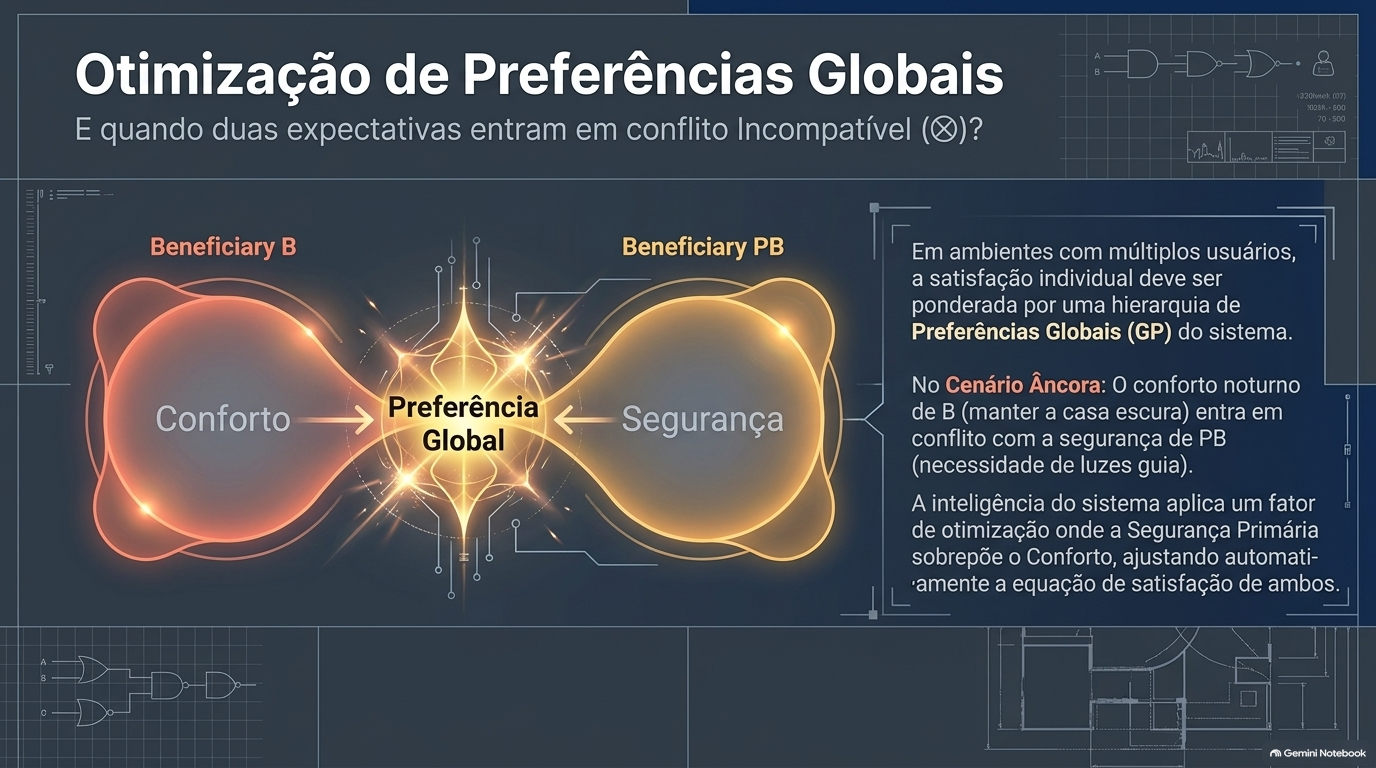 Otimização de Preferências Globais
E quando duas expectativas entram em conflito Incompatível (⊗)?
A
B
Beneficiary B
Beneficiary PB
Conforto
Preferência
Global
Segurança
Em ambientes com múltiplos usuários,
a satisfação individual deve ser
ponderada por uma hierarquia de
Preferências Globais (GP) do sistema.
No Cenário Âncora: O conforto noturno
de B (manter a casa escura) entra em
conflito com a segurança de PB
(necessidade de luzes guia).
A inteligência do sistema aplica um fator
de otimização onde a Segurança Primária
sobrepõe o Conforto, ajustando automati-
amente a equação de satisfação de ambos.
A
B
Gemini Notebook